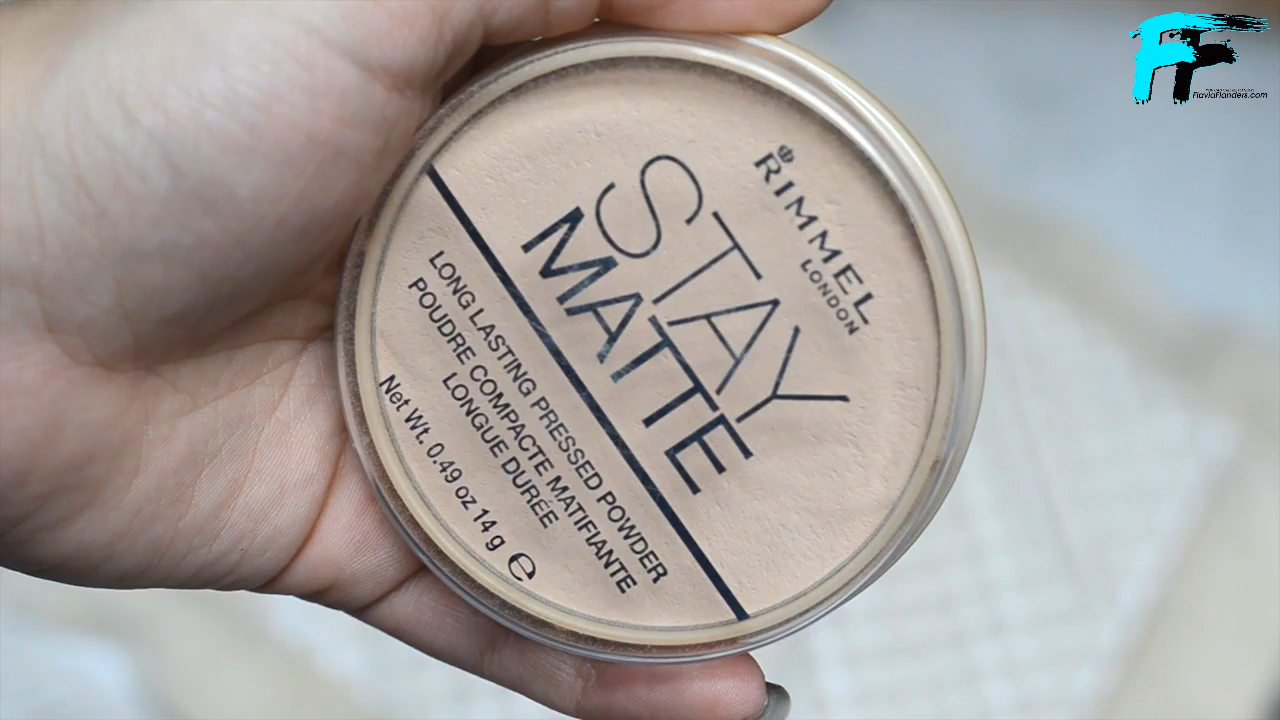 RIMMEL
LONDON
STAY
MATTE
LONG LASTING PRESSED POWDER
POUDRE COMPACTE MATIFIANTE
LONGUE DURÉE
Net Wt. 0.49 oz 14 g ℮
FF
FlaviaFlanders.com